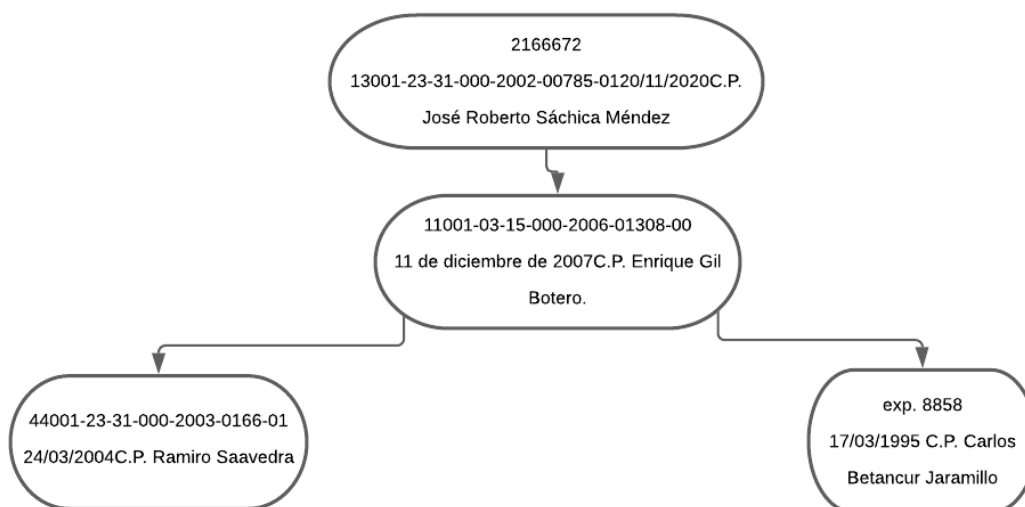 2166672
13001-23-31-000-2002-00785-0120/11/2020C.P.
José Roberto Sáchica Méndez
11001-03-15-000-2006-01308-00
11 de diciembre de 2007C.P. Enrique Gil
Botero.
44001-23-31-000-2003-0166-01
24/03/2004C.P. Ramiro Saavedra
exp. 8858
17/03/1995 C.P. Carlos
Betancur Jaramillo